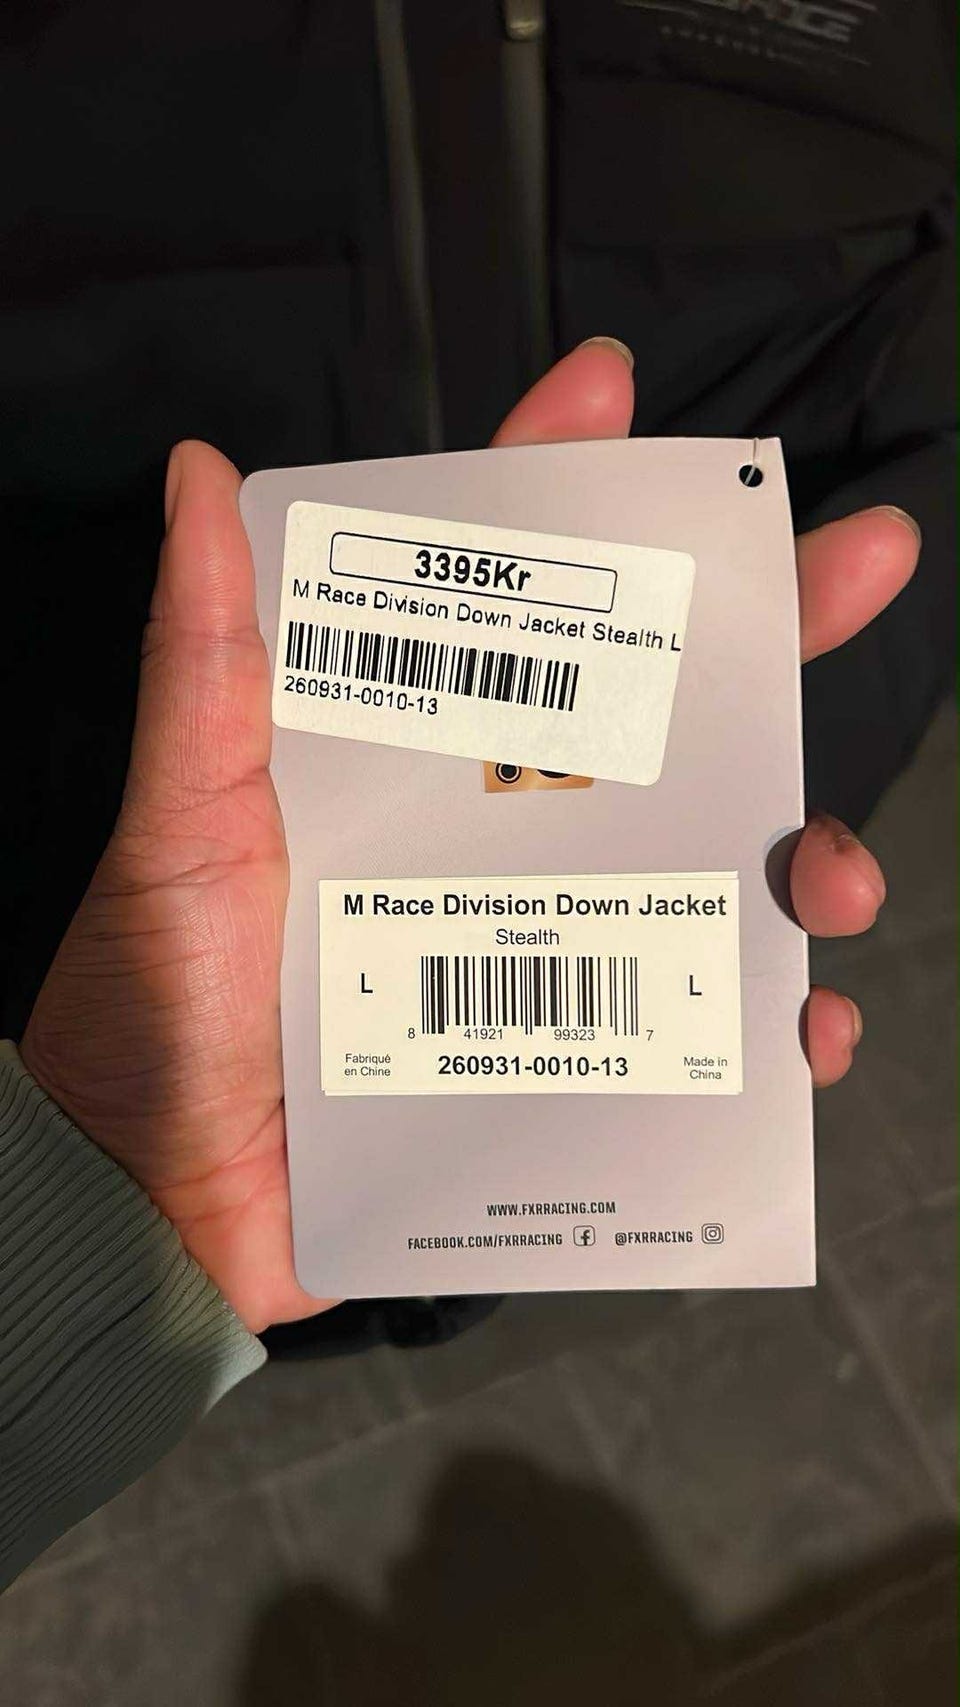 3395Kr
M Race Division Down Jacket Stealth L
260931-0010-13
M Race Division Down Jacket
Stealth
L L
8 41921 99323 7
Fabriqué
en Chine
260931-0010-13
Made in
China
WWW.FXRRACING.COM
FACEBOOK.COM/FXRRACING @FXRRACING